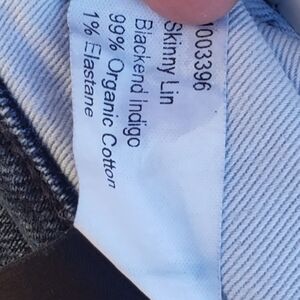 1003396
Skinny Lin
Blackend Indigo
99% Organic Cotton
1% Elastane